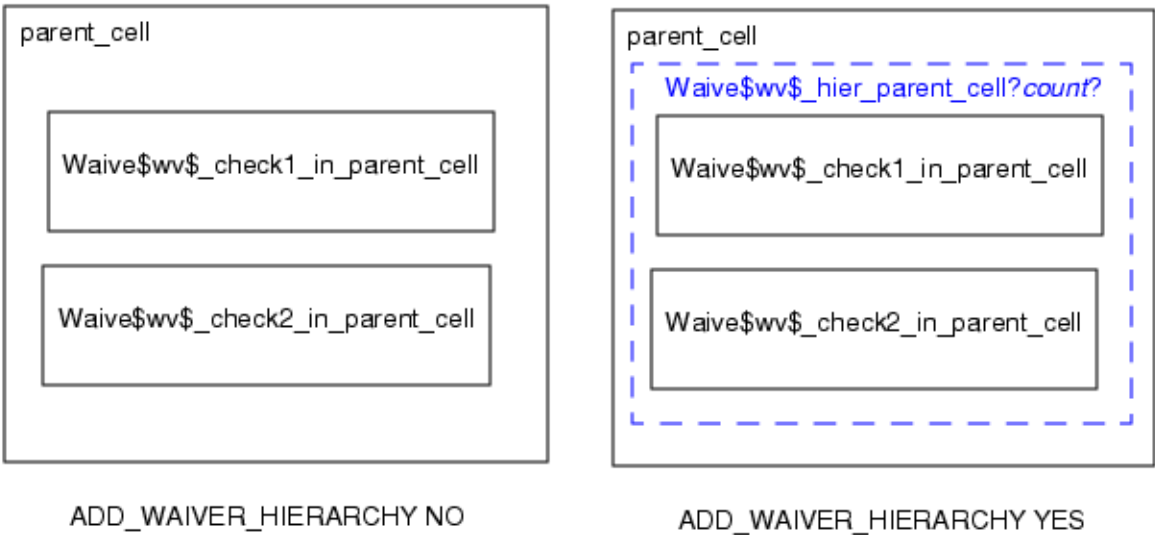 parent_cell
Waive$wv$_check1_in_parent_cell
Waive$wv$_check2_in_parent_cell
ADD_WAIVER_HIERARCHY NO
parent_cell
Waive$wv$_hier_parent_cell?count?
Waive$wv$_check1_in_parent_cell
Waive$wv$_check2_in_parent_cell
ADD_WAIVER_HIERARCHY YES